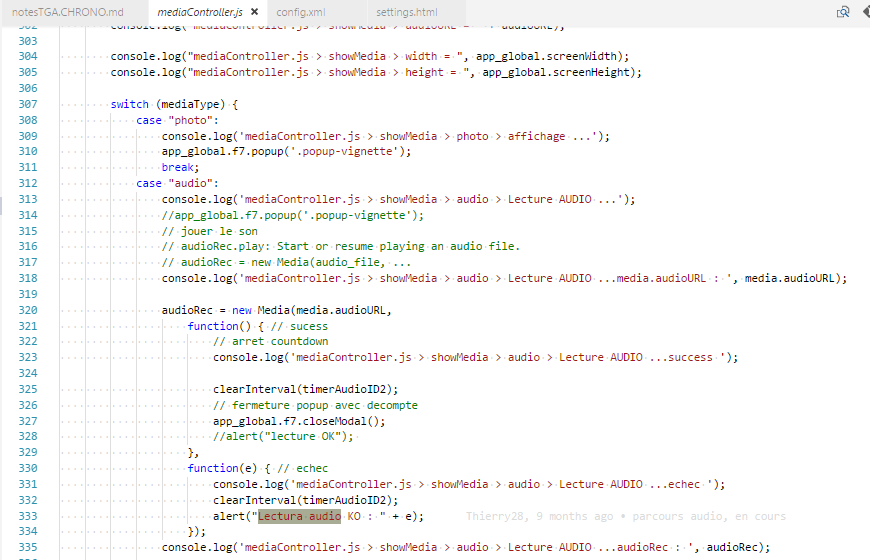 notesTGA.CHRONO.md mediaController.js × config.xml settings.html
303
304 console.log("mediaController.js > showMedia > width = ", app_global.screenWidth);
305 console.log("mediaController.js > showMedia > height = ", app_global.screenHeight);
306
307 switch (mediaType) {
308 case "photo":
309 console.log('mediaController.js > showMedia > photo > affichage ...');
310 app_global.f7.popup('.popup-vignette');
311 break;
312 case "audio":
313 console.log('mediaController.js > showMedia > audio > Lecture AUDIO ...');
314 //app_global.f7.popup('.popup-vignette');
315 // jouer le son
316 // audioRec.play: Start or resume playing an audio file.
317 // audioRec = new Media(audio_file, ...
318 console.log('mediaController.js > showMedia > audio > Lecture AUDIO ...media.audioURL : ', media.audioURL);
319
320 audioRec = new Media(media.audioURL,
321 function() { // sucess
322 // arret countdown
323 console.log('mediaController.js > showMedia > audio > Lecture AUDIO ...success ');
324
325 clearInterval(timerAudioID2);
326 // fermeture popup avec decompte
327 app_global.f7.closeModal();
328 //alert("lecture OK");
329 },
330 function(e) { // echec
331 console.log('mediaController.js > showMedia > audio > Lecture AUDIO ...echec ');
332 clearInterval(timerAudioID2);
333 alert("Lectura audio KO : " + e); Thierry28, 9 months ago • parcours audio, en cours
334 });
335 console.log('mediaController.js > showMedia > audio > Lecture AUDIO ...audioRec : ', audioRec);